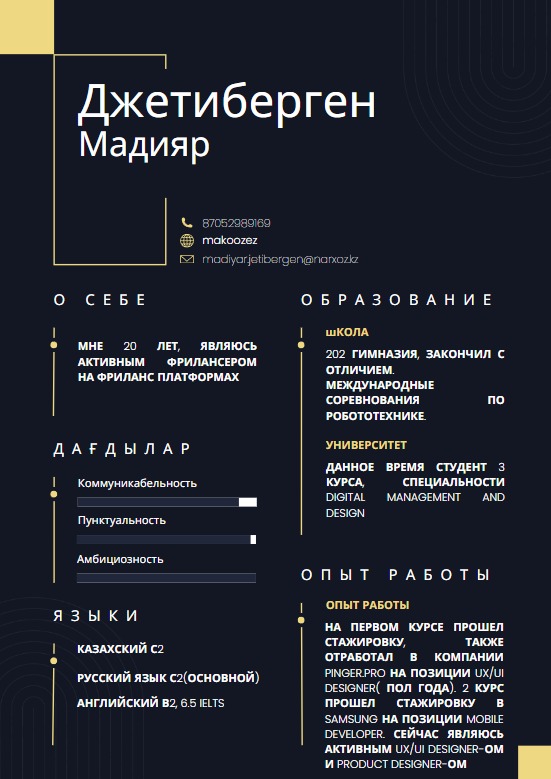 Джетиберген
Мадияр
87052989169
makoozez
madiyar.jetibergen@narxoz.kz
О СЕБЕ
МНЕ 20 ЛЕТ, ЯВЛЯЮСЬ
АКТИВНЫМ ФРИЛАНСЕРОМ
НА ФРИЛАНС ПЛАТФОРМАХ
ДАҒДЫЛАР
Коммуникабельность
Пунктуальность
Амбициозность
ЯЗЫКИ
КАЗАХСКИЙ С2
РУССКИЙ ЯЗЫК С2(ОСНОВНОЙ)
АНГЛИЙСКИЙ В2, 6.5 IELTS
ОБРАЗОВАНИЕ
шКОЛА
202 ГИМНАЗИЯ, ЗАКОНЧИЛ С
ОТЛИЧИЕМ.
МЕЖДУНАРОДНЫЕ
СОРЕВНОВАНИЯ ПО
РОБОТОТЕХНИКЕ.
УНИВЕРСИТЕТ
ДАННОЕ ВРЕМЯ СТУДЕНТ 3
КУРСА, СПЕЦИАЛЬНОСТИ
DIGITAL MANAGEMENT AND
DESIGN
ОПЫТ РАБОТЫ
ОПЫТ РАБОТЫ
НА ПЕРВОМ КУРСЕ ПРОШЕЛ
СТАЖИРОВКУ, ТАКЖЕ
ОТРАБОТАЛ В КОМПАНИИ
PINGER.PRO НА ПОЗИЦИИ UX/UI
DESIGNER( ПОЛ ГОДА). 2 КУРС
ПРОШЕЛ СТАЖИРОВКУ В
SAMSUNG НА ПОЗИЦИИ MOBILE
DEVELOPER. СЕЙЧАС ЯВЛЯЮСЬ
АКТИВНЫМ UX/UI DESIGNER-ОМ
И PRODUCT DESIGNER-ОМ